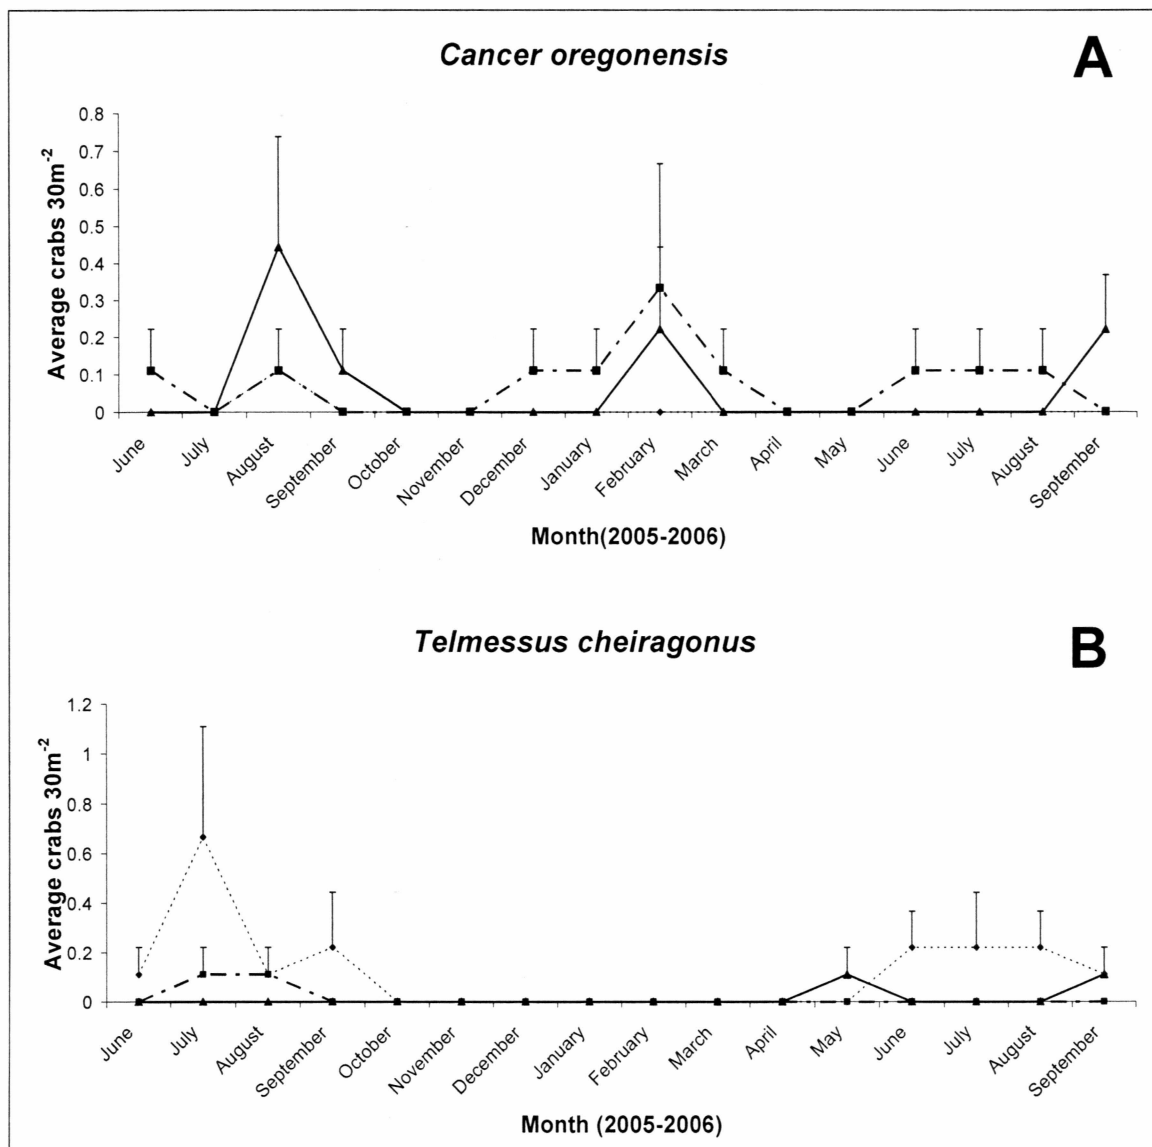 Cancer oregonensis
A
Average crabs 30m⁻²
0.8
0.7
0.6
0.5
0.4
0.3
0.2
0.1
0
June
July
August
September
October
November
December
January
February
March
April
May
June
July
August
September
Month(2005-2006)
Telmessus cheiragonus
B
Average crabs 30m⁻²
1.2
1
0.8
0.6
0.4
0.2
0
June
July
August
September
October
November
December
January
February
March
April
May
June
July
August
September
Month (2005-2006)